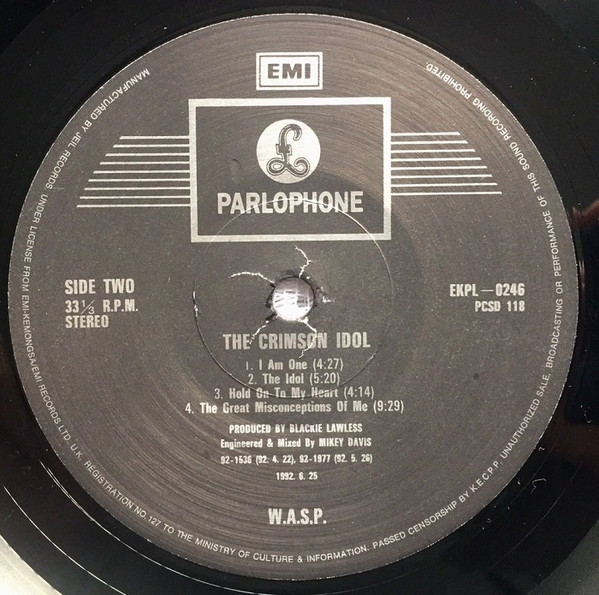 EMI
£
PARLOPHONE
SIDE TWO
33⅓ R.P.M.
STEREO
EKPL—0246
PCSD 118
THE CRIMSON IDOL
1. I Am One (4:27)
2. The Idol (5:20)
3. Hold On To My Heart (4:14)
4. The Great Misconceptions Of Me (9:29)
PRODUCED BY BLACKIE LAWLESS
Engineered & Mixed By MIKEY DAVIS
92-1536 (92. 4. 22), 92-1977 (92. 5. 26)
1992. 6. 25
W.A.S.P.
MANUFACTURED BY JEIL RECORDS UNDER LICENSE FROM EMI-KEMONGSA/EMI RECORDS LTD. U.K. REGISTRATION NO.127 TO THE MINISTRY OF CULTURE & INFORMATION. PASSED CENSORSHIP BY K.E.C.P.P. UNAUTHORIZED SALE, BROADCASTING OR PERFORMANCE OF THIS SOUND RECORDING PROHIBITED.